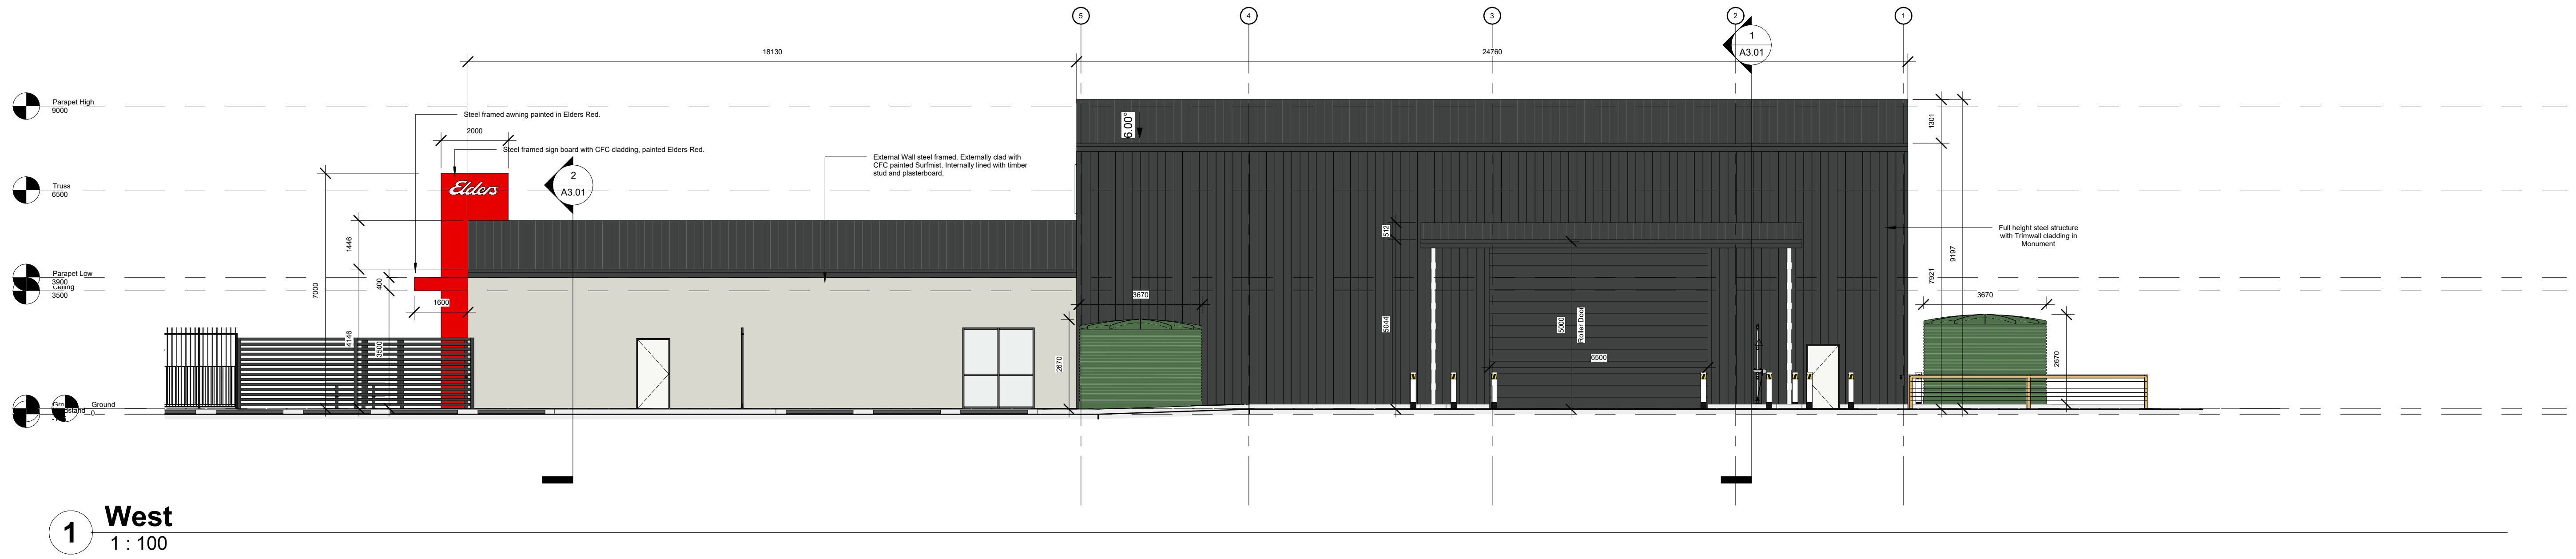 5
4
3
2
1
1
A3.01
18130
24760
Parapet High
9000
Steel framed awning painted in Elders Red.
2000
Steel framed sign board with CFC cladding, painted Elders Red.
6.00°
1301
External Wall steel framed. Externally clad with
CFC painted Surfmist. Internally lined with timber
stud and plasterboard.
2
A3.01
Elders
Truss
6500
Full height steel structure
with Trimwall cladding in
Monument
512
1446
9197
7921
Parapet Low
3900
Ceiling
3500
7000
400
1600
3670
3670
5044
5000
Roller Door
6500
4146
3500
2670
2670
Ground
0
1
West
1 : 100